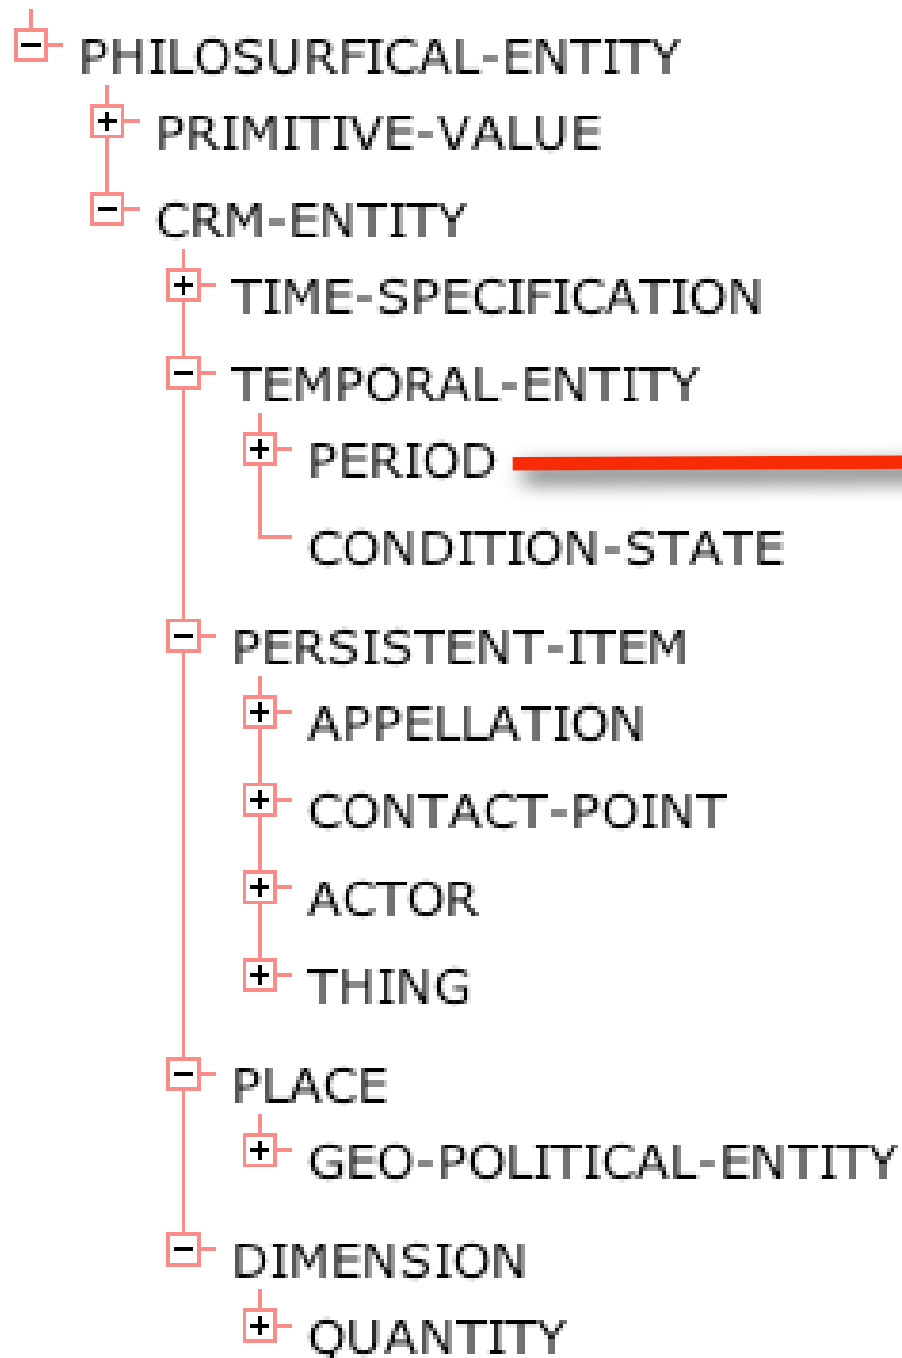 PHILOSURFICAL-ENTITY
PRIMITIVE-VALUE
CRM-ENTITY
TIME-SPECIFICATION
TEMPORAL-ENTITY
PERIOD
CONDITION-STATE
PERSISTENT-ITEM
APPELLATION
CONTACT-POINT
ACTOR
THING
PLACE
GEO-POLITICAL-ENTITY
DIMENSION
QUANTITY